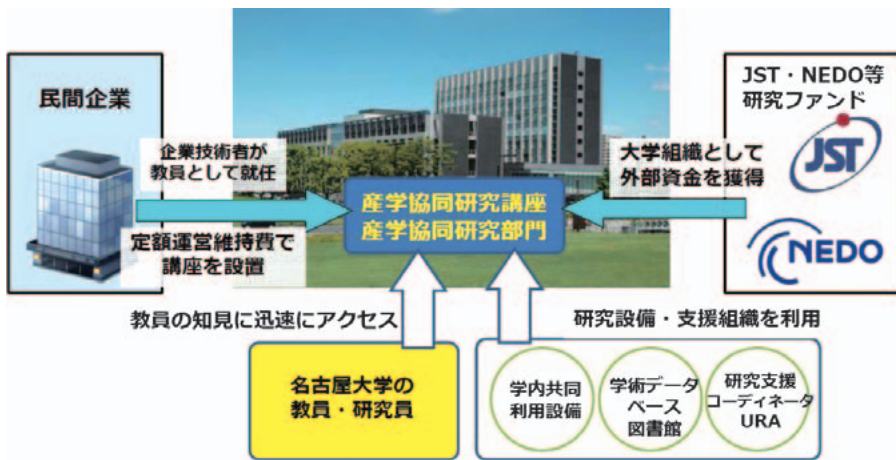 民間企業
企業技術者が
教員として就任
定額運営維持費で
講座を設置
産学協同研究講座
産学協同研究部門
JST・NEDO等
研究ファンド
JST
NEDO
大学組織として
外部資金を獲得
教員の知見に迅速にアクセス
研究設備・支援組織を利用
名古屋大学の
教員・研究員
学内共同
利用設備
学術データ
ベース
図書館
研究支援
コーディネータ
URA